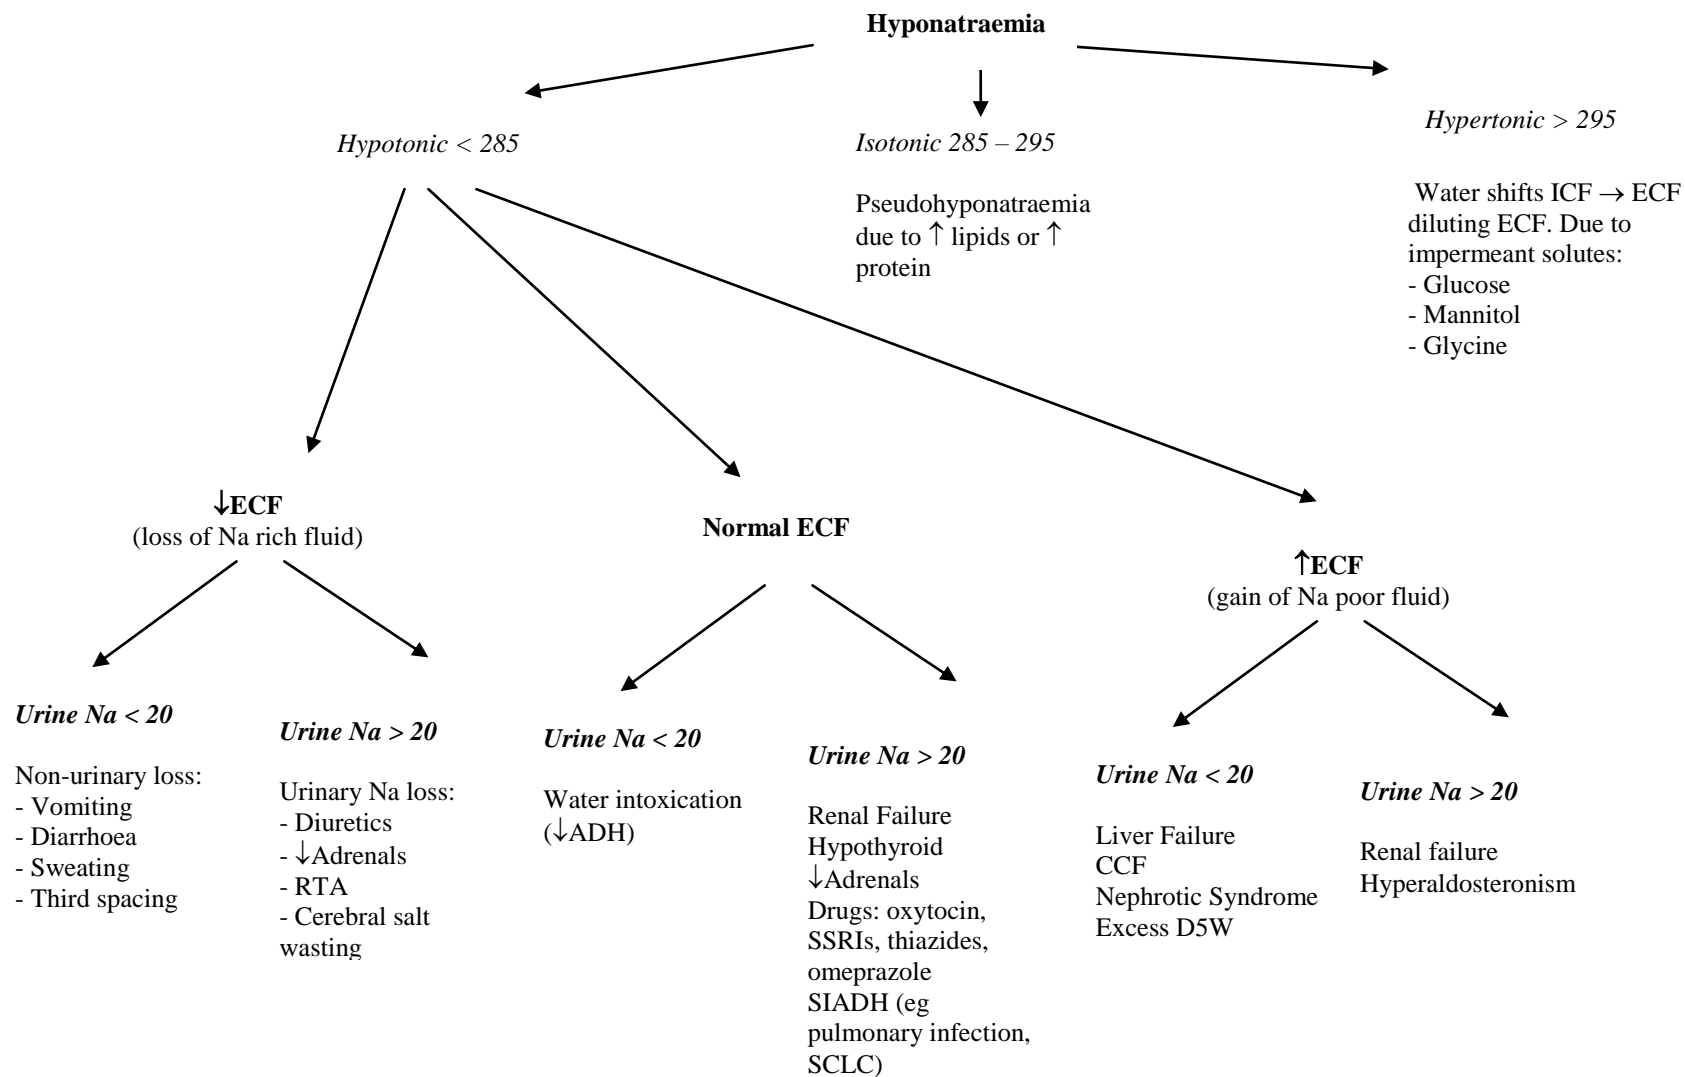 Hyponatraemia
Hypotonic < 285
Isotonic 285 – 295
Pseudohyponatraemia
due to ↑ lipids or ↑
protein
Hypertonic > 295
Water shifts ICF → ECF
diluting ECF. Due to
impermeant solutes:
- Glucose
- Mannitol
- Glycine
↓ECF
(loss of Na rich fluid)
Normal ECF
↑ECF
(gain of Na poor fluid)
Urine Na < 20
Non-urinary loss:
- Vomiting
- Diarrhoea
- Sweating
- Third spacing
Urine Na > 20
Urinary Na loss:
- Diuretics
- ↓Adrenals
- RTA
- Cerebral salt
wasting
Urine Na < 20
Water intoxication
(↓ADH)
Urine Na > 20
Renal Failure
Hypothyroid
↓Adrenals
Drugs: oxytocin,
SSRIs, thiazides,
omeprazole
SIADH (eg
pulmonary infection,
SCLC)
Urine Na < 20
Liver Failure
CCF
Nephrotic Syndrome
Excess D5W
Urine Na > 20
Renal failure
Hyperaldosteronism